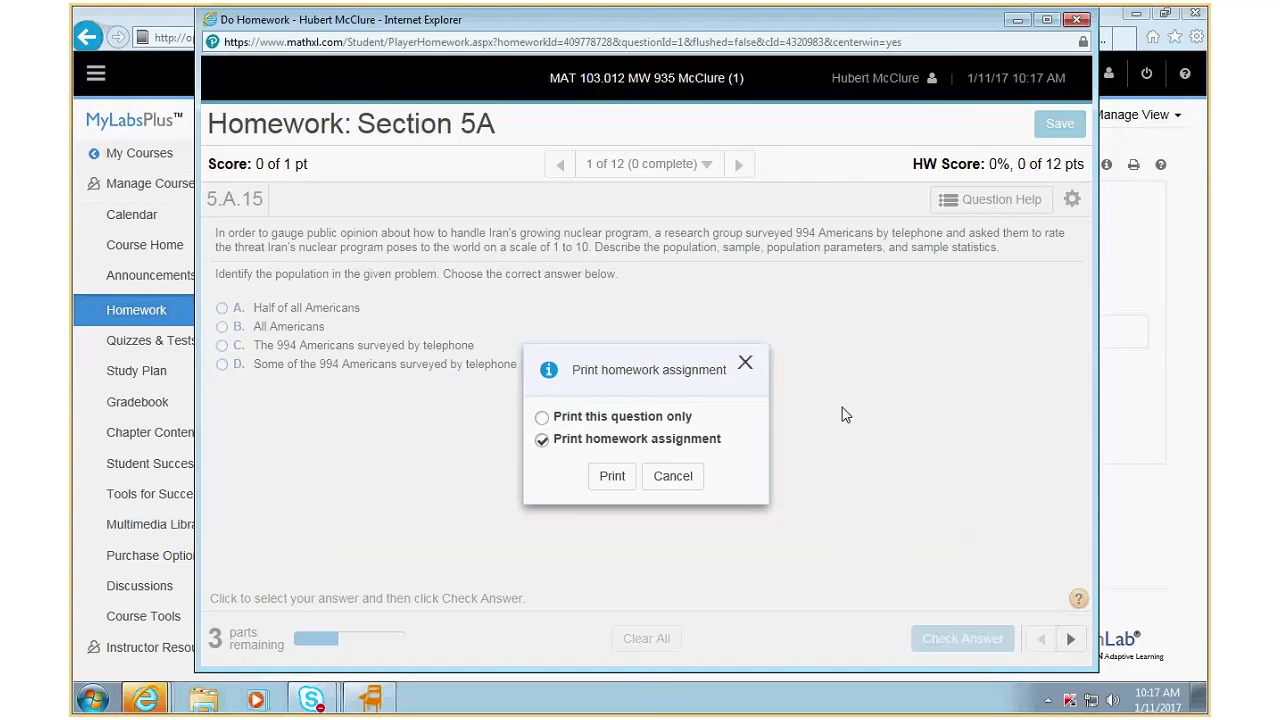 Do Homework - Hubert McClure - Internet Explorer
https://www.mathxl.com/Student/PlayerHomework.aspx?homeworkId=409778728&questionId=1&flushed=false&cId=4320983&centerwin=yes
MAT 103.012 MW 935 McClure (1)
Hubert McClure
1/11/17 10:17 AM
MyLabsPlus™
Manage View
Homework: Section 5A
Save
My Courses
Score: 0 of 1 pt
1 of 12 (0 complete)
HW Score: 0%, 0 of 12 pts
Manage Course
5.A.15
Question Help
Calendar
In order to gauge public opinion about how to handle Iran's growing nuclear program, a research group surveyed 994 Americans by telephone and asked them to rate
the threat Iran's nuclear program poses to the world on a scale of 1 to 10. Describe the population, sample, population parameters, and sample statistics.
Course Home
Identify the population in the given problem. Choose the correct answer below.
Announcements
A. Half of all Americans
Homework
B. All Americans
Quizzes & Tests
C. The 994 Americans surveyed by telephone
D. Some of the 994 Americans surveyed by telephone
Study Plan
Print homework assignment
Gradebook
Print this question only
Chapter Conten
Print homework assignment
Student Succes
Print
Cancel
Tools for Succe
Multimedia Libra
Purchase Optio
Discussions
Click to select your answer and then click Check Answer.
?
Course Tools
3 parts
remaining
Clear All
Check Answer
Instructor Resou
nLab®
Adaptive Learning
10:17 AM
1/11/2017